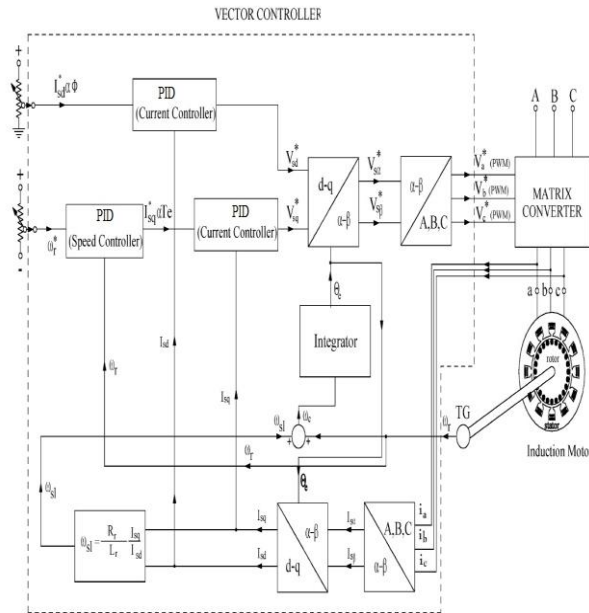 VECTOR CONTROLLER
+
I*sd αϕ
PID
(Current Controller)
A B C
V*sd
V*sα
V*a (PWM)
d-q
α-β
α-β
A,B,C
V*b (PWM)
MATRIX
CONVERTER
+
PID
(Speed Controller)
I*sq αTe
PID
(Current Controller)
V*sq
V*sβ
V*c (PWM)
ω*r
-
a b c
θe
Integrator
Isd
Isq
ωr
rotor
stator
TG
ωsl
ωe
+ +
ωr
Induction Moto
ωr
θe
ωsl
ωsl = Rr/Lr Isq/Isd
Isq
α-β
d-q
Isα
A,B,C
α-β
ia
ib
ic
Isd
Isβ